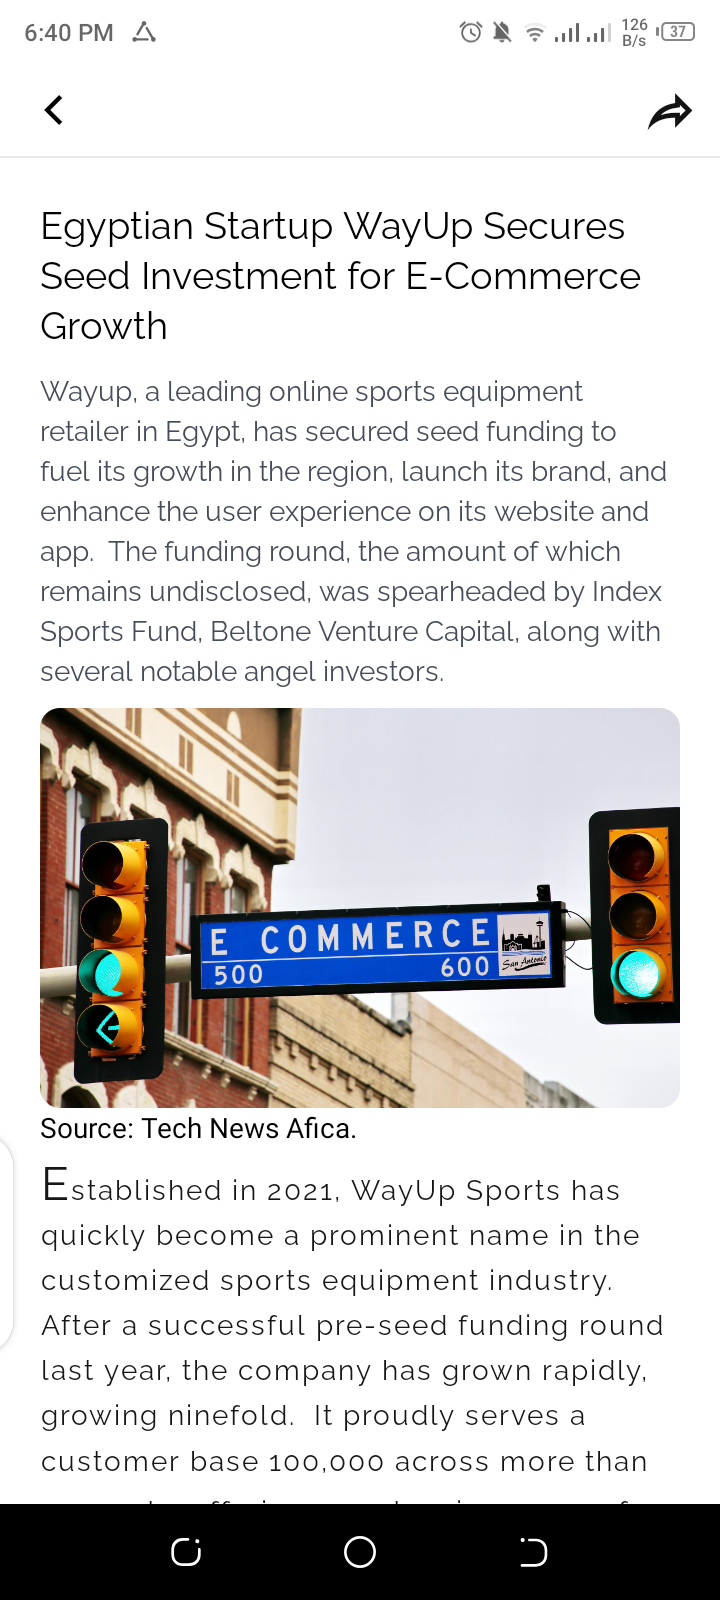 6:40 PM
126
B/s
37
Egyptian Startup WayUp Secures
Seed Investment for E-Commerce
Growth
Wayup, a leading online sports equipment
retailer in Egypt, has secured seed funding to
fuel its growth in the region, launch its brand, and
enhance the user experience on its website and
app.  The funding round, the amount of which
remains undisclosed, was spearheaded by Index
Sports Fund, Beltone Venture Capital, along with
several notable angel investors.
E COMMERCE
500 600
San Antonio
Source: Tech News Afica.
Established in 2021, WayUp Sports has
quickly become a prominent name in the
customized sports equipment industry.
After a successful pre-seed funding round
last year, the company has grown rapidly,
growing ninefold.  It proudly serves a
customer base 100,000 across more than